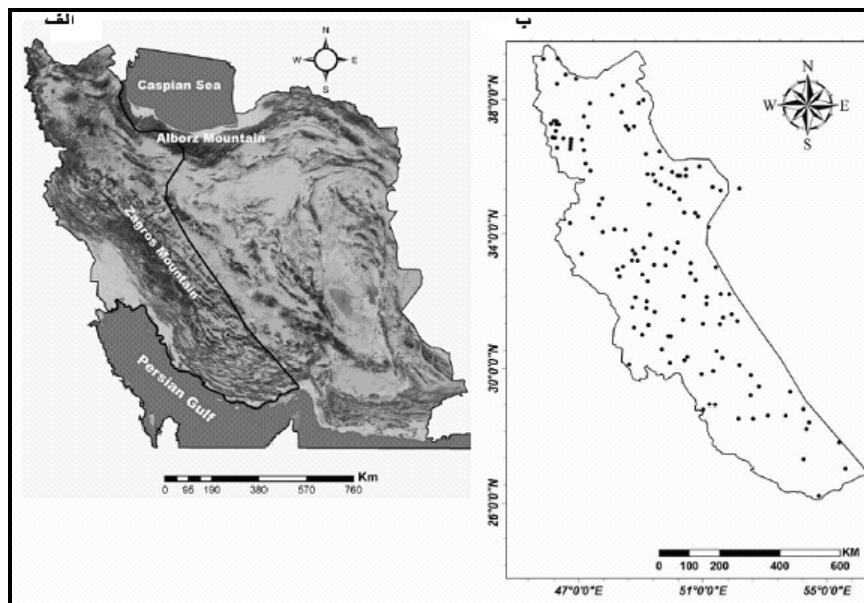 الف
N
W E
S
Caspian Sea
Alborz Mountain
Zagros Mountain
Persian Gulf
Km
0 95 190 380 570 760
ب
N
W E
S
38°0'0"N
34°0'0"N
30°0'0"N
26°0'0"N
KM
0 100 200 400 600
47°0'0"E 51°0'0"E 55°0'0"E